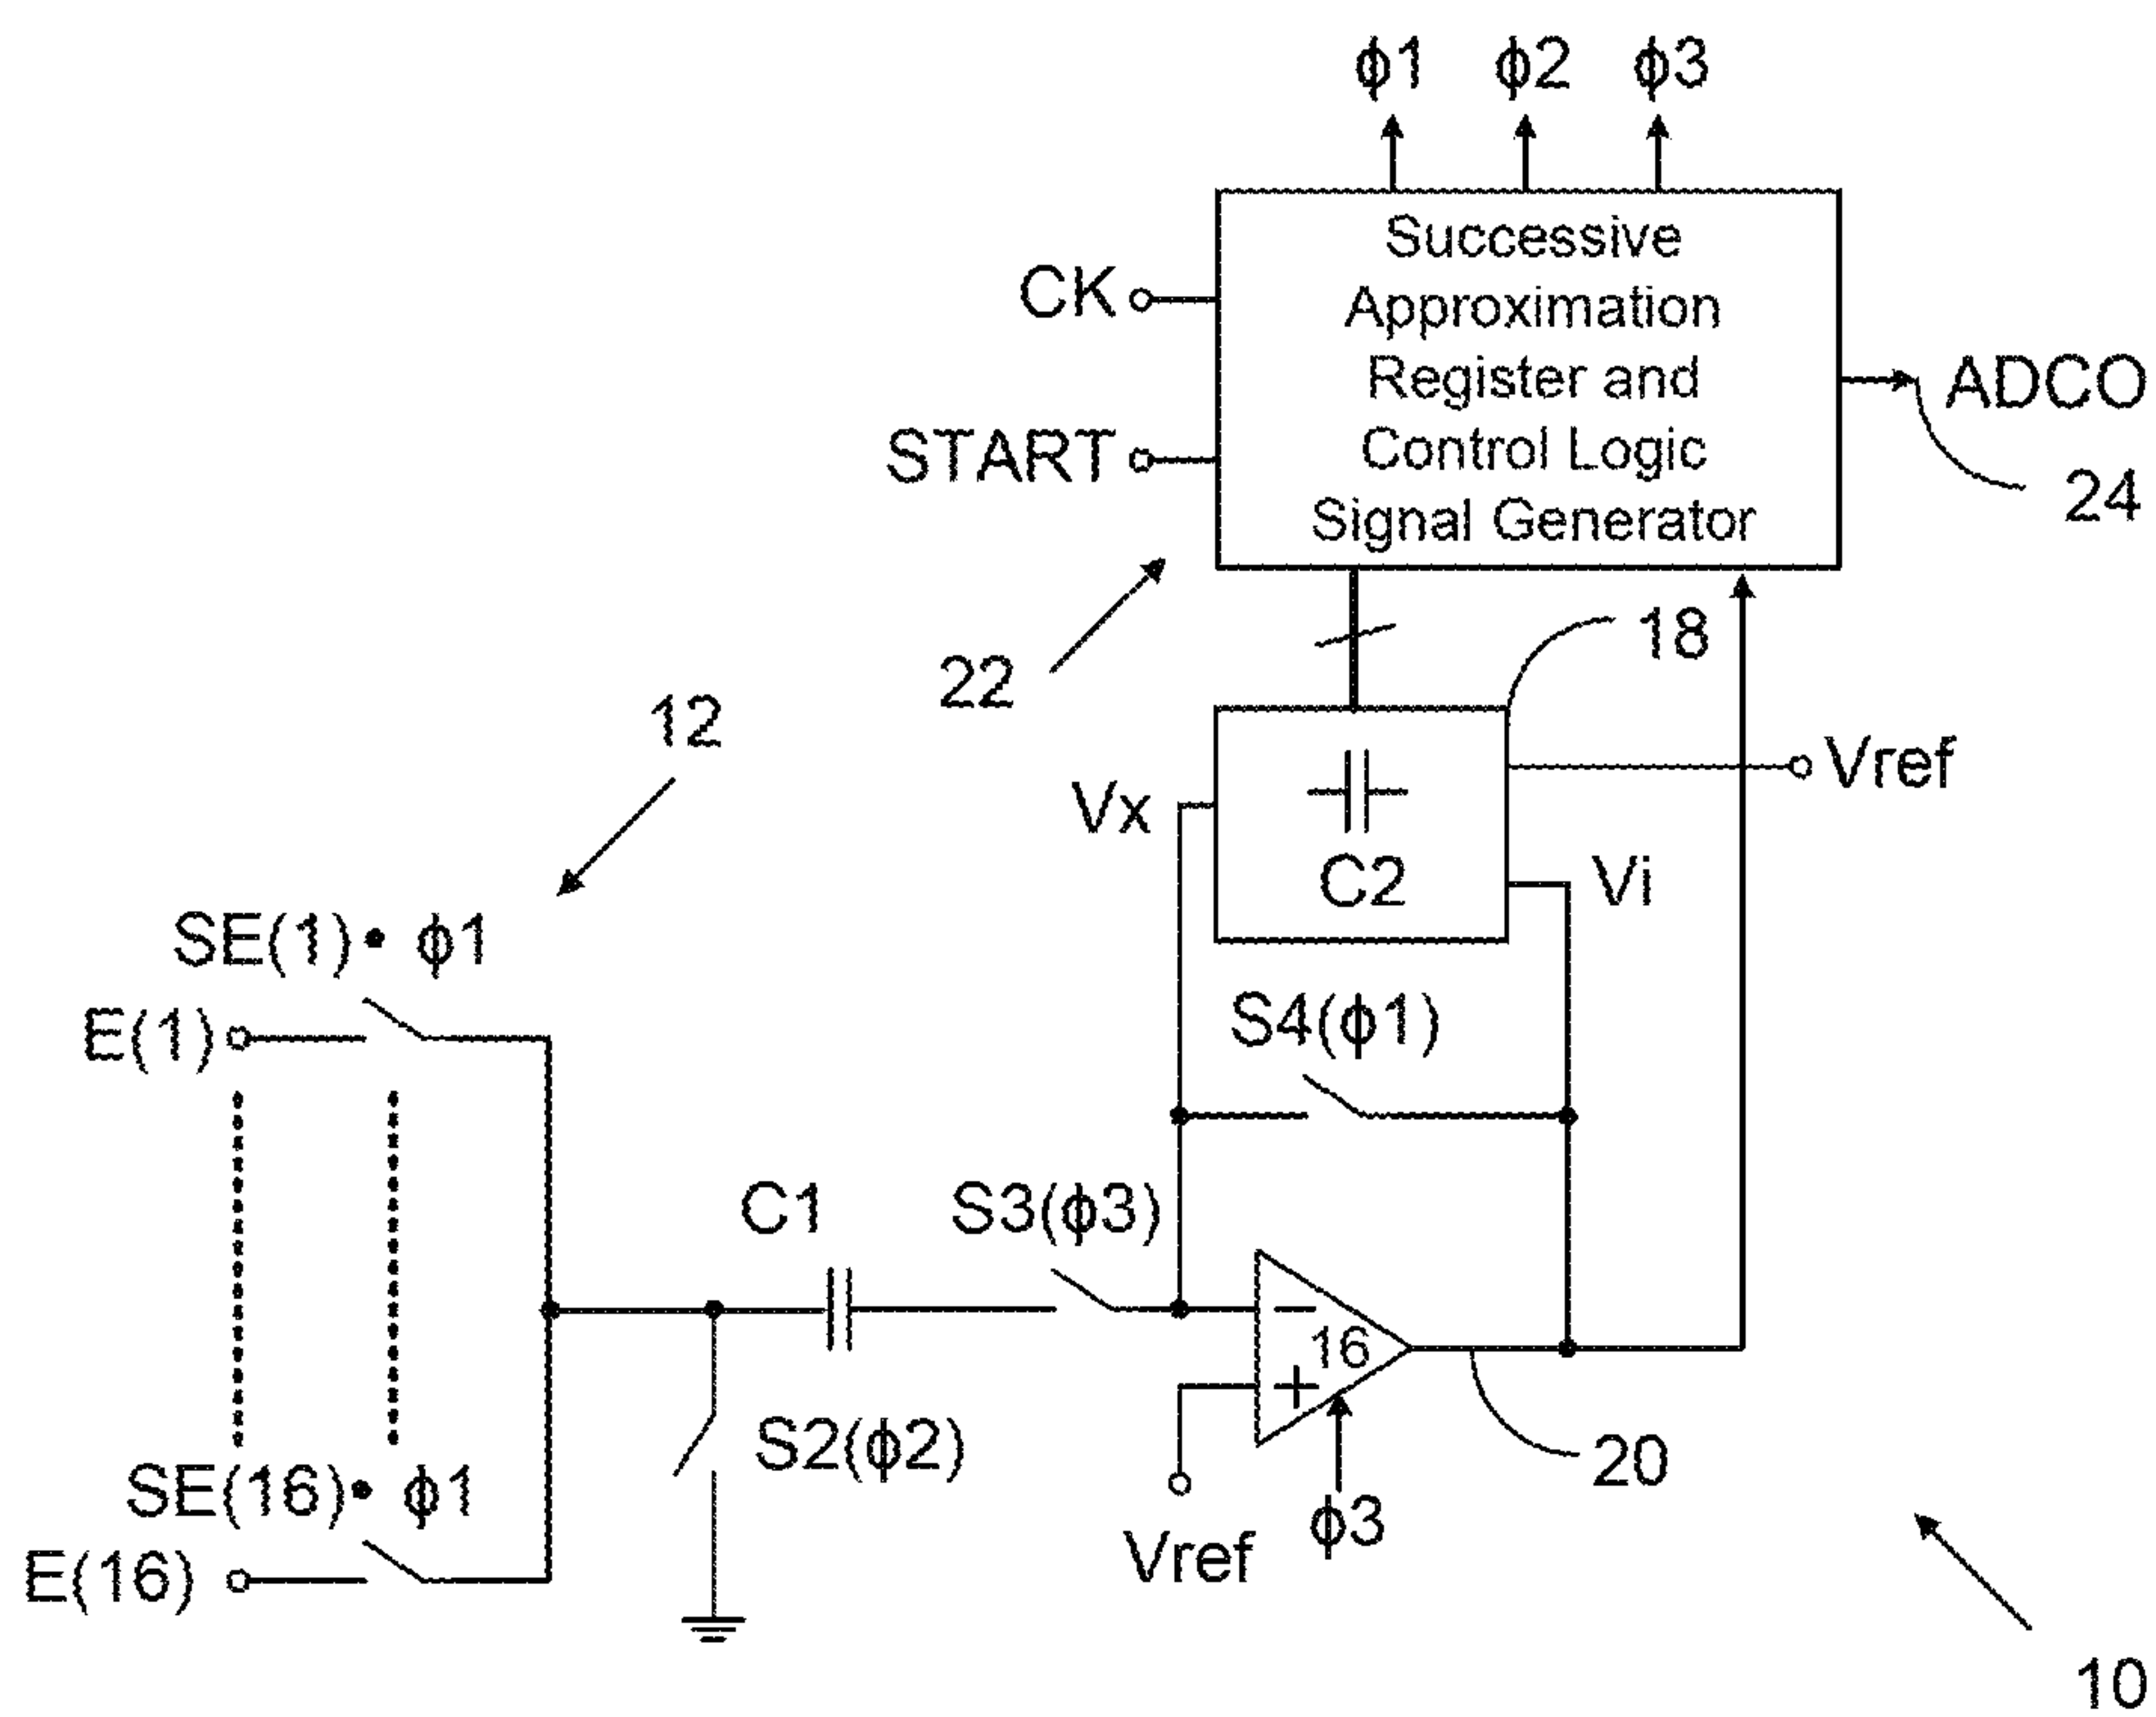 ϕ1 ϕ2 ϕ3
Successive
Approximation
Register and
Control Logic
Signal Generator
CK
START
ADCO
24
22
18
12
Vx
C2
Vref
Vi
SE(1)• ϕ1
E(1)
S4(ϕ1)
C1
S3(ϕ3)
16
S2(ϕ2)
20
SE(16)• ϕ1
E(16)
Vref
ϕ3
10